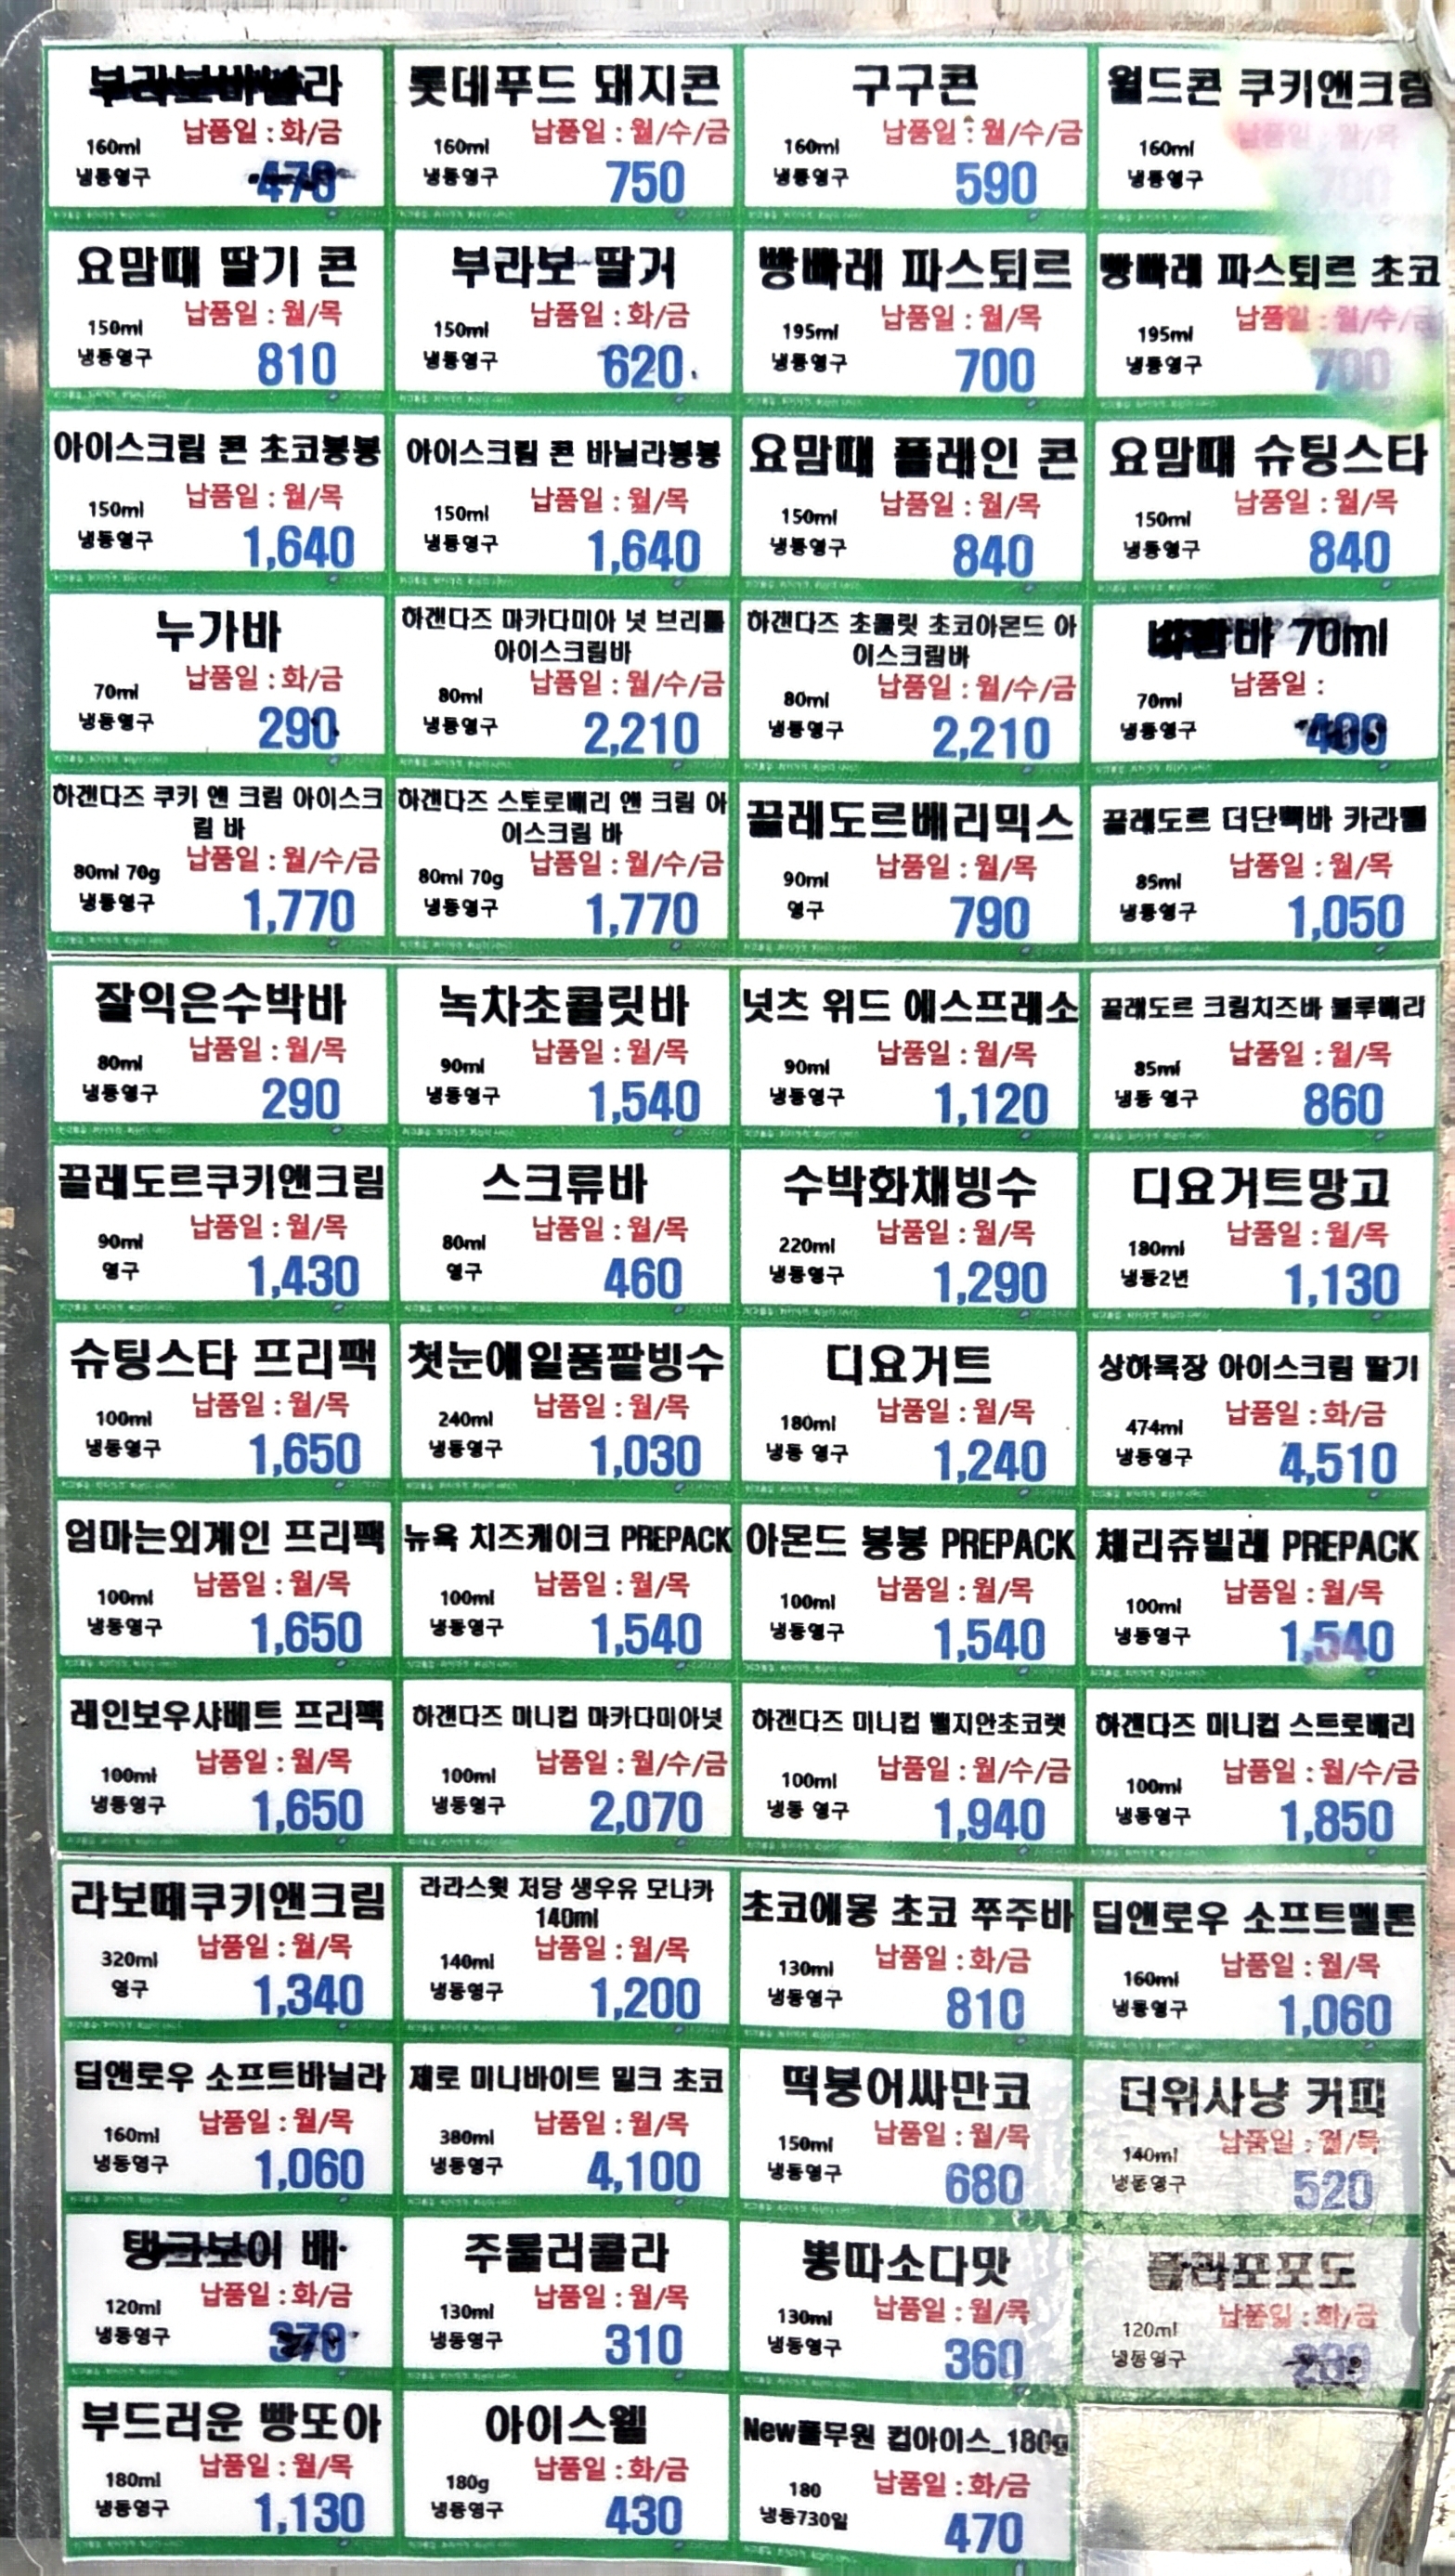 라
납품일 : 화/금
160ml
냉동영구
470
롯데푸드 돼지콘
납품일 : 월/수/금
160ml
냉동영구
750
구구콘
납품일 : 월/수/금
160ml
냉동영구
590
월드콘 쿠키앤크림
납품일 : 월/목
160ml
냉동영구
700
요맘때 딸기 콘
납품일 : 월/목
150ml
냉동영구
810
부라보 딸거
납품일 : 화/금
150ml
냉동영구
620
빵빠레 파스퇴르
납품일 : 월/목
195ml
냉동영구
700
빵빠레 파스퇴르 초코
납품일 : 월/수/금
195ml
냉동영구
700
아이스크림 콘 초코봉봉
납품일 : 월/목
150ml
냉동영구
1,640
아이스크림 콘 바닐라봉봉
납품일 : 월/목
150ml
냉동영구
1,640
요맘때 플레인 콘
납품일 : 월/목
150ml
냉동영구
840
요맘때 슈팅스타
납품일 : 월/목
150ml
냉동영구
840
누가바
납품일 : 화/금
70ml
냉동영구
290
하겐다즈 마카다미아 넛 브리틀
아이스크림바
납품일 : 월/수/금
80ml
냉동영구
2,210
하겐다즈 초콜릿 초코아몬드 아
이스크림바
납품일 : 월/수/금
80ml
냉동영구
2,210
70ml
납품일 :
70ml
냉동영구
400
하겐다즈 쿠키 앤 크림 아이스크
림 바
납품일 : 월/수/금
80ml 70g
냉동영구
1,770
하겐다즈 스토로베리 앤 크림 아
이스크림 바
납품일 : 월/수/금
80ml 70g
냉동영구
1,770
끌레도르베리믹스
납품일 : 월/목
90ml
영구
790
끌레도르 더단백바 카라멜
납품일 : 월/목
85ml
냉동영구
1,050
잘익은수박바
납품일 : 월/목
80ml
냉동영구
290
녹차초콜릿바
납품일 : 월/목
90ml
냉동영구
1,540
넛츠 위드 에스프레소
납품일 : 월/목
90ml
냉동영구
1,120
끌레도르 크림치즈바 블루베리
납품일 : 월/목
85ml
냉동 영구
860
끌레도르쿠키앤크림
납품일 : 월/목
90ml
영구
1,430
스크류바
납품일 : 월/목
80ml
영구
460
수박화채빙수
납품일 : 월/목
220ml
냉동영구
1,290
디요거트망고
납품일 : 월/목
180ml
냉동2년
1,130
슈팅스타 프리팩
납품일 : 월/목
100ml
냉동영구
1,650
첫눈에일품팥빙수
납품일 : 월/목
240ml
냉동영구
1,030
디요거트
납품일 : 월/목
180ml
냉동 영구
1,240
상하목장 아이스크림 딸기
납품일 : 화/금
474ml
냉동영구
4,510
엄마는외계인 프리팩
납품일 : 월/목
100ml
냉동영구
1,650
뉴욕 치즈케이크 PREPACK
납품일 : 월/목
100ml
냉동영구
1,540
아몬드 봉봉 PREPACK
납품일 : 월/목
100ml
냉동영구
1,540
체리쥬빌레 PREPACK
납품일 : 월/목
100ml
냉동영구
1,540
레인보우샤베트 프리팩
납품일 : 월/목
100ml
냉동영구
1,650
하겐다즈 미니컵 마카다미아넛
납품일 : 월/수/금
100ml
냉동영구
2,070
하겐다즈 미니컵 벨지안초코렛
납품일 : 월/수/금
100ml
냉동 영구
1,940
하겐다즈 미니컵 스트로베리
납품일 : 월/수/금
100ml
냉동영구
1,850
라보떼쿠키앤크림
납품일 : 월/목
320ml
영구
1,340
라라스윗 저당 생우유 모나카
140ml
납품일 : 월/목
140ml
냉동영구
1,200
초코에몽 초코 쭈주바
납품일 : 화/금
130ml
냉동영구
810
딥앤로우 소프트멜론
납품일 : 월/목
160ml
냉동영구
1,060
딥앤로우 소프트바닐라
납품일 : 월/목
160ml
냉동영구
1,060
제로 미니바이트 밀크 초코
납품일 : 월/목
380ml
냉동영구
4,100
떡붕어싸만코
납품일 : 월/목
150ml
냉동영구
680
더위사냥 커피
납품일 : 월/목
140ml
냉동영구
520
탱크보이 배
납품일 : 화/금
120ml
냉동영구
370
주물러콜라
납품일 : 월/목
130ml
냉동영구
310
뽕따소다맛
납품일 : 월/목
130ml
냉동영구
360
폴라포포도
납품일 : 화/금
120ml
냉동영구
부드러운 빵또아
납품일 : 월/목
180ml
냉동영구
1,130
아이스웰
납품일 : 화/금
180g
냉동영구
430
New풀무원 컵아이스_180g
납품일 : 화/금
180
냉동730일
470